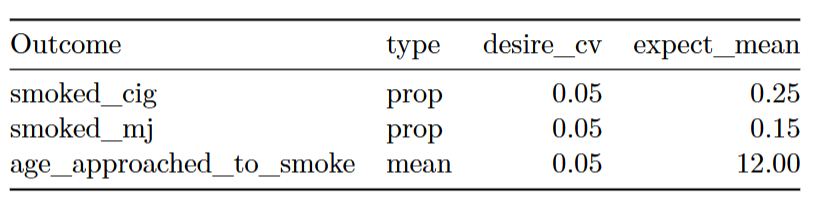 Outcome type desire_cv expect_mean
smoked_cig prop 0.05 0.25
smoked_mj prop 0.05 0.15
age_approached_to_smoke mean 0.05 12.00